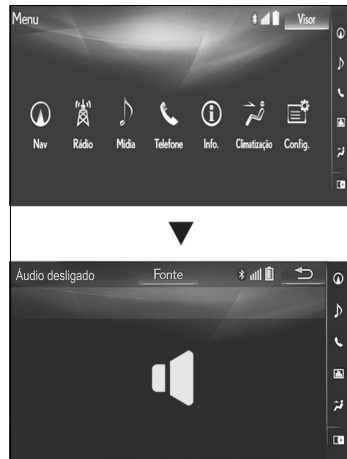 Menu
Visor
Nav
Rádio
Mídia
Telefone
Info.
Climatização
Config.
Áudio desligado
Fonte